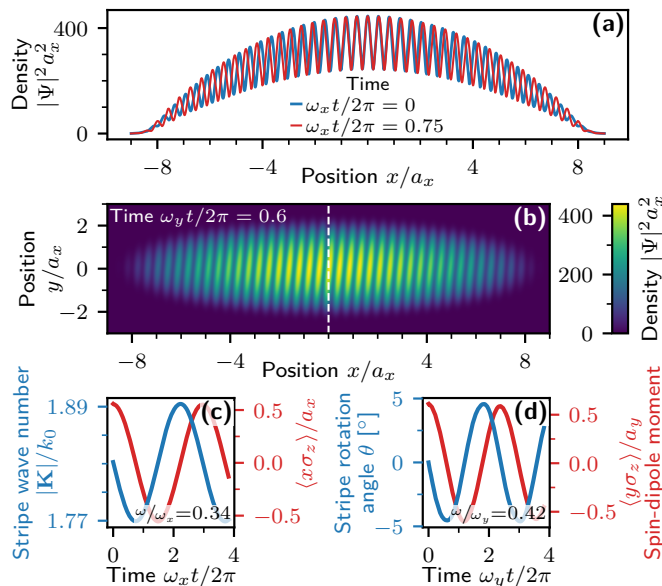 (a)
Density
|Ψ|²a²ₓ
400
0
Time
ωₓt/2π = 0
ωₓt/2π = 0.75
−8 −4 0 4 8
Position x/aₓ
(b)
Time ω_y t/2π = 0.6
Position
y/aₓ
2
0
−2
−8 −4 0 4 8
Position x/aₓ
400
200
0
Density |Ψ|²a²ₓ
(c)
Stripe wave number
|K|/k₀
1.89
1.77
0.5
0.0
−0.5
⟨xσ_z⟩/aₓ
ω/ωₓ=0.34
0 2 4
Time ωₓt/2π
(d)
Stripe rotation
angle θ [°]
5
0
−5
0.5
0.0
−0.5
⟨yσ_z⟩/a_y
Spin-dipole moment
ω/ω_y=0.42
0 2 4
Time ω_y t/2π